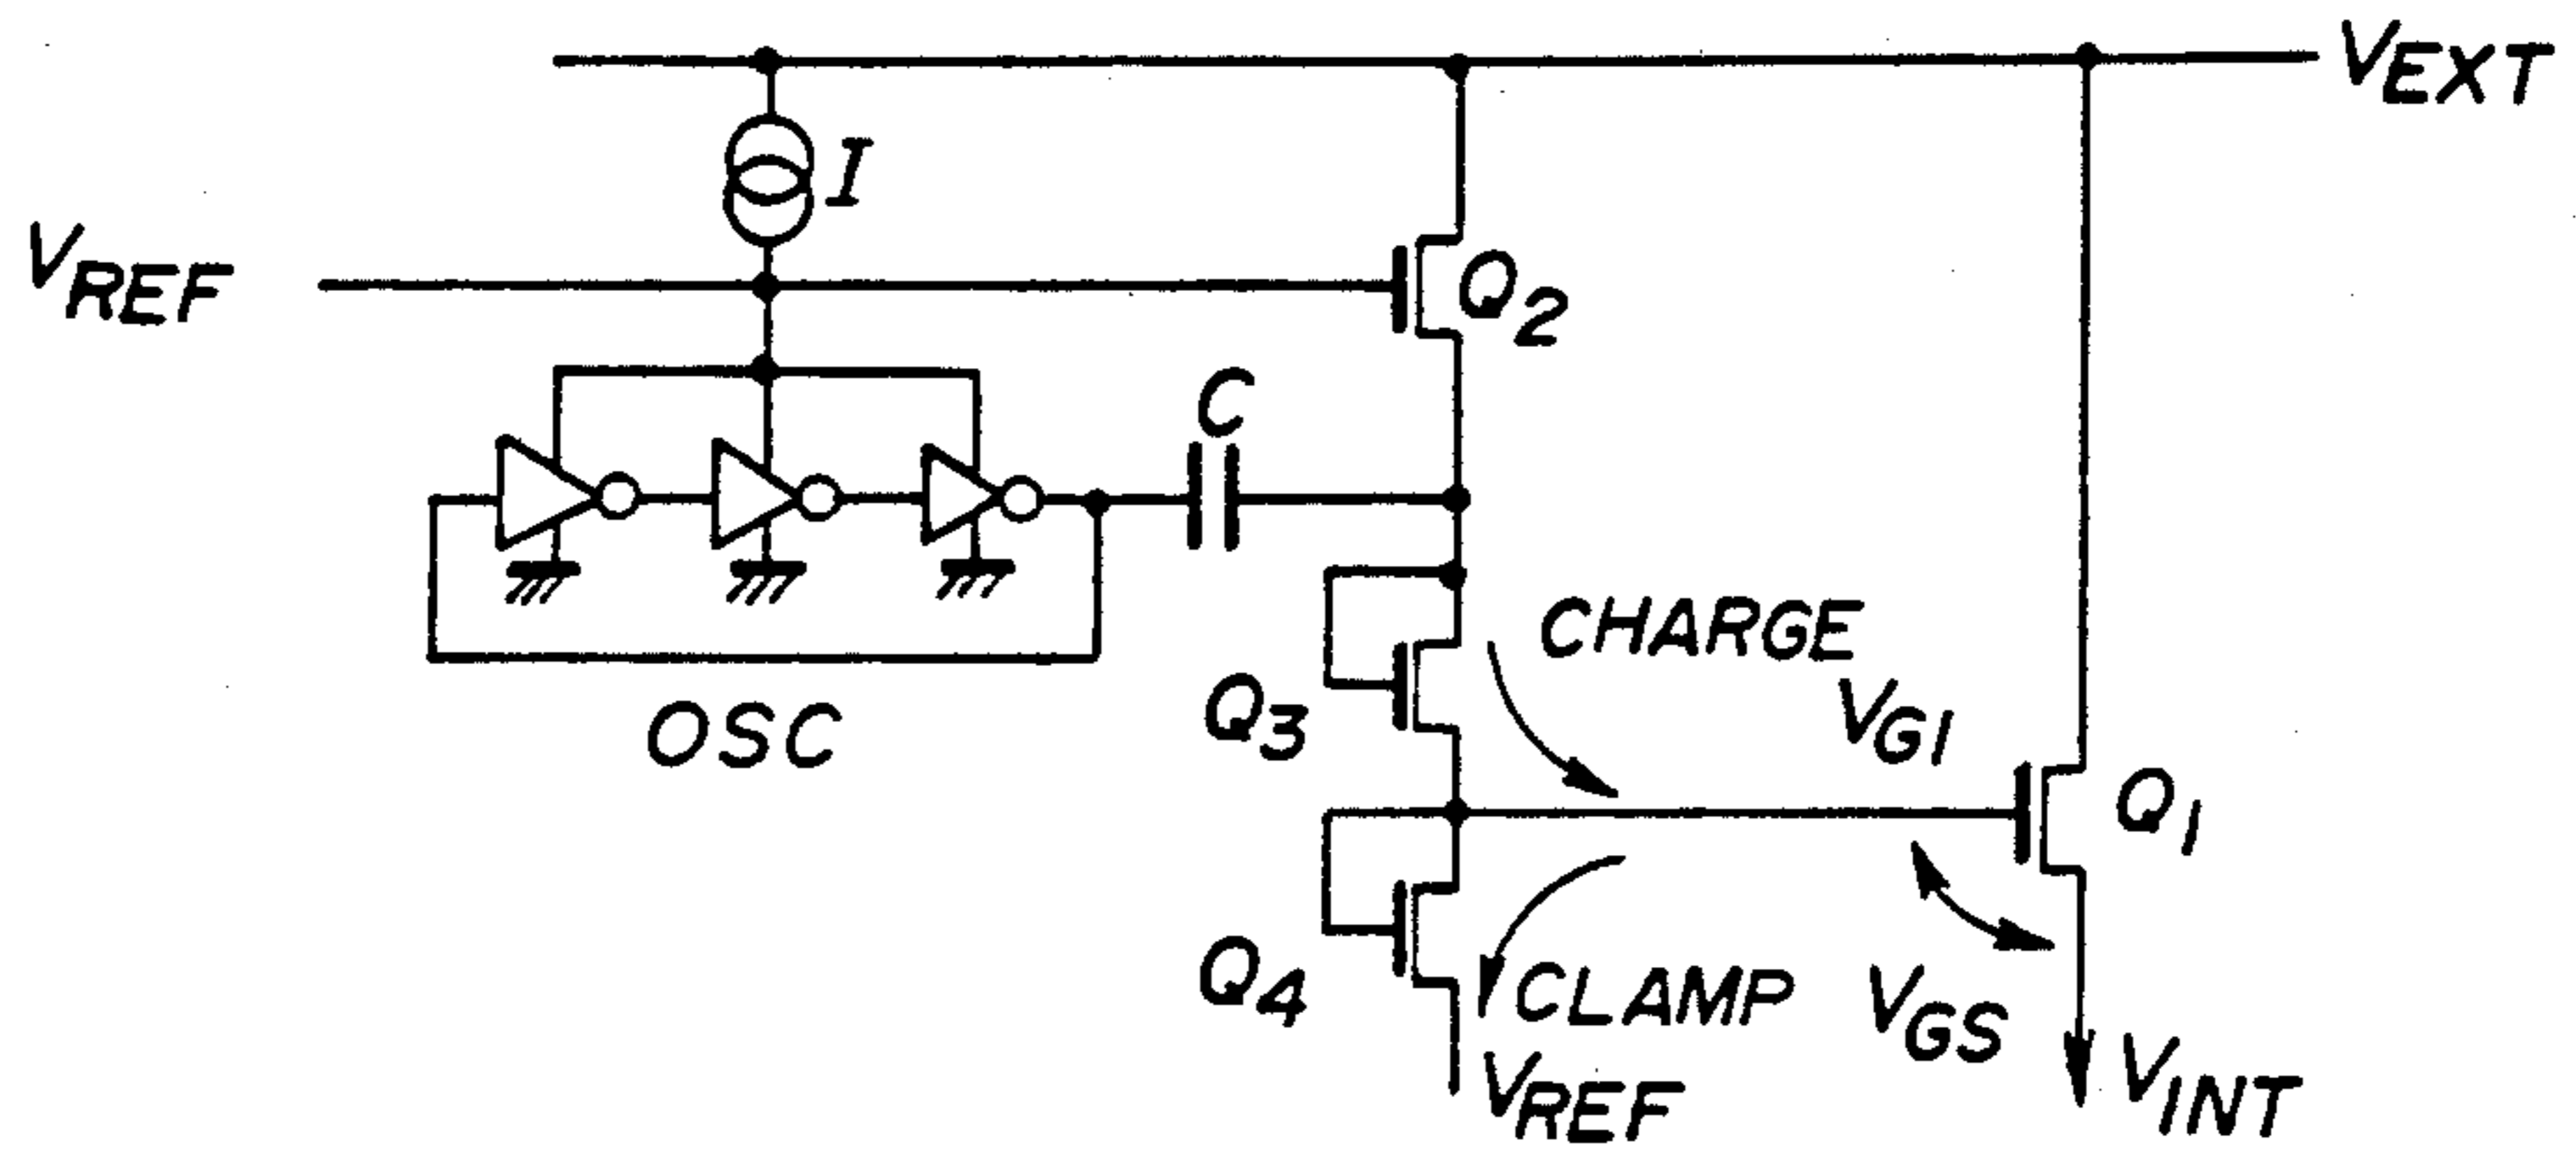 VEXT
I
VREF
Q2
C
CHARGE
Q3
OSC
VG1
Q1
Q4
CLAMP
VGS
VREF
VINT